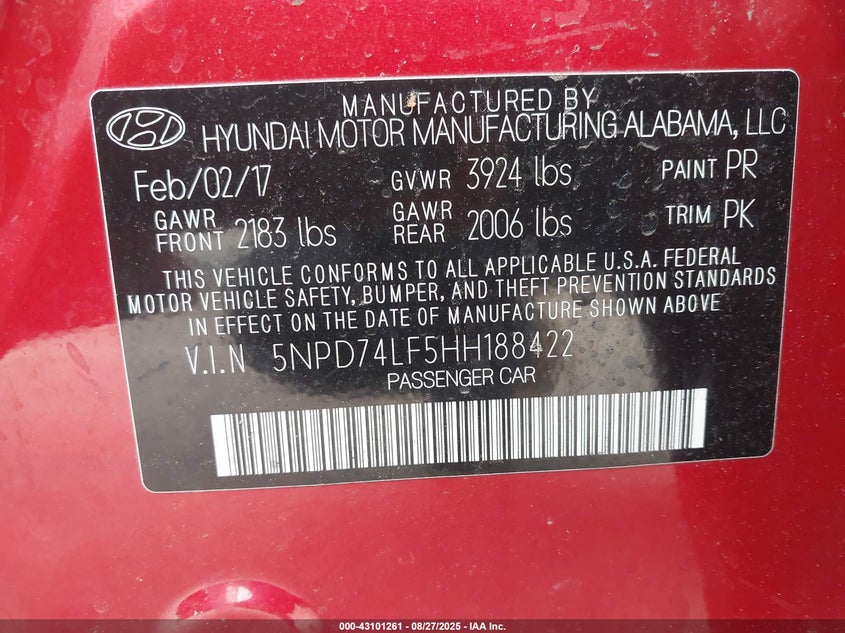 MANUFACTURED BY
HYUNDAI MOTOR MANUFACTURING ALABAMA, LLC
Feb/02/17 GVWR 3924 lbs PAINT PR
GAWR FRONT 2183 lbs GAWR REAR 2006 lbs TRIM PK
THIS VEHICLE CONFORMS TO ALL APPLICABLE U.S.A. FEDERAL
MOTOR VEHICLE SAFETY, BUMPER, AND THEFT PREVENTION STANDARDS
IN EFFECT ON THE DATE OF MANUFACTURE SHOWN ABOVE
V.I.N 5NPD74LF5HH188422
PASSENGER CAR
000-43101261 - 08/27/2025 - IAA Inc.